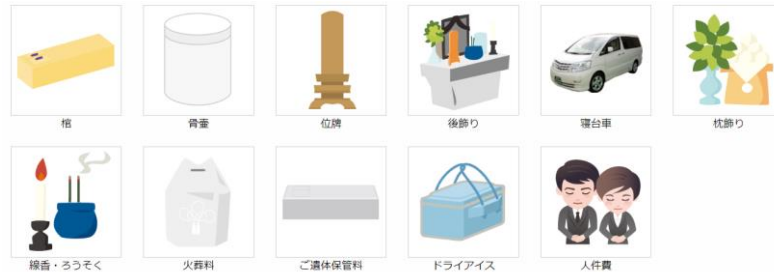 棺
骨壷
位牌
後飾り
寝台車
枕飾り
線香・ろうそく
火葬料
ご遺体保管料
ドライアイス
人件費